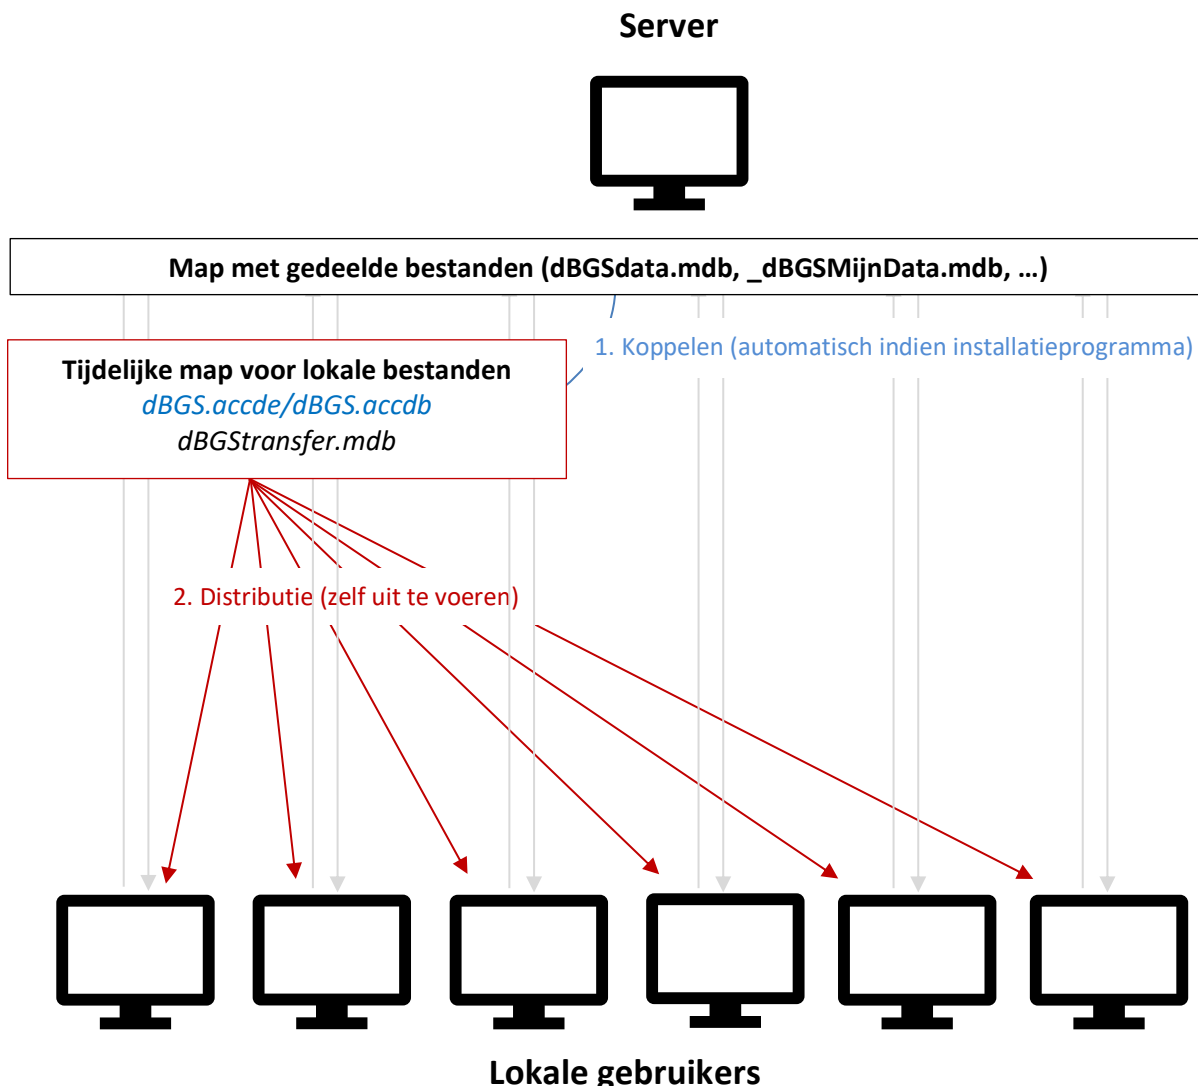 Server
Map met gedeelde bestanden (dBGSdata.mdb, _dBGSMijnData.mdb, …)
1. Koppelen (automatisch indien installatieprogramma)
Tijdelijke map voor lokale bestanden
dBGS.accde/dBGS.accdb
dBGStransfer.mdb
2. Distributie (zelf uit te voeren)
Lokale gebruikers